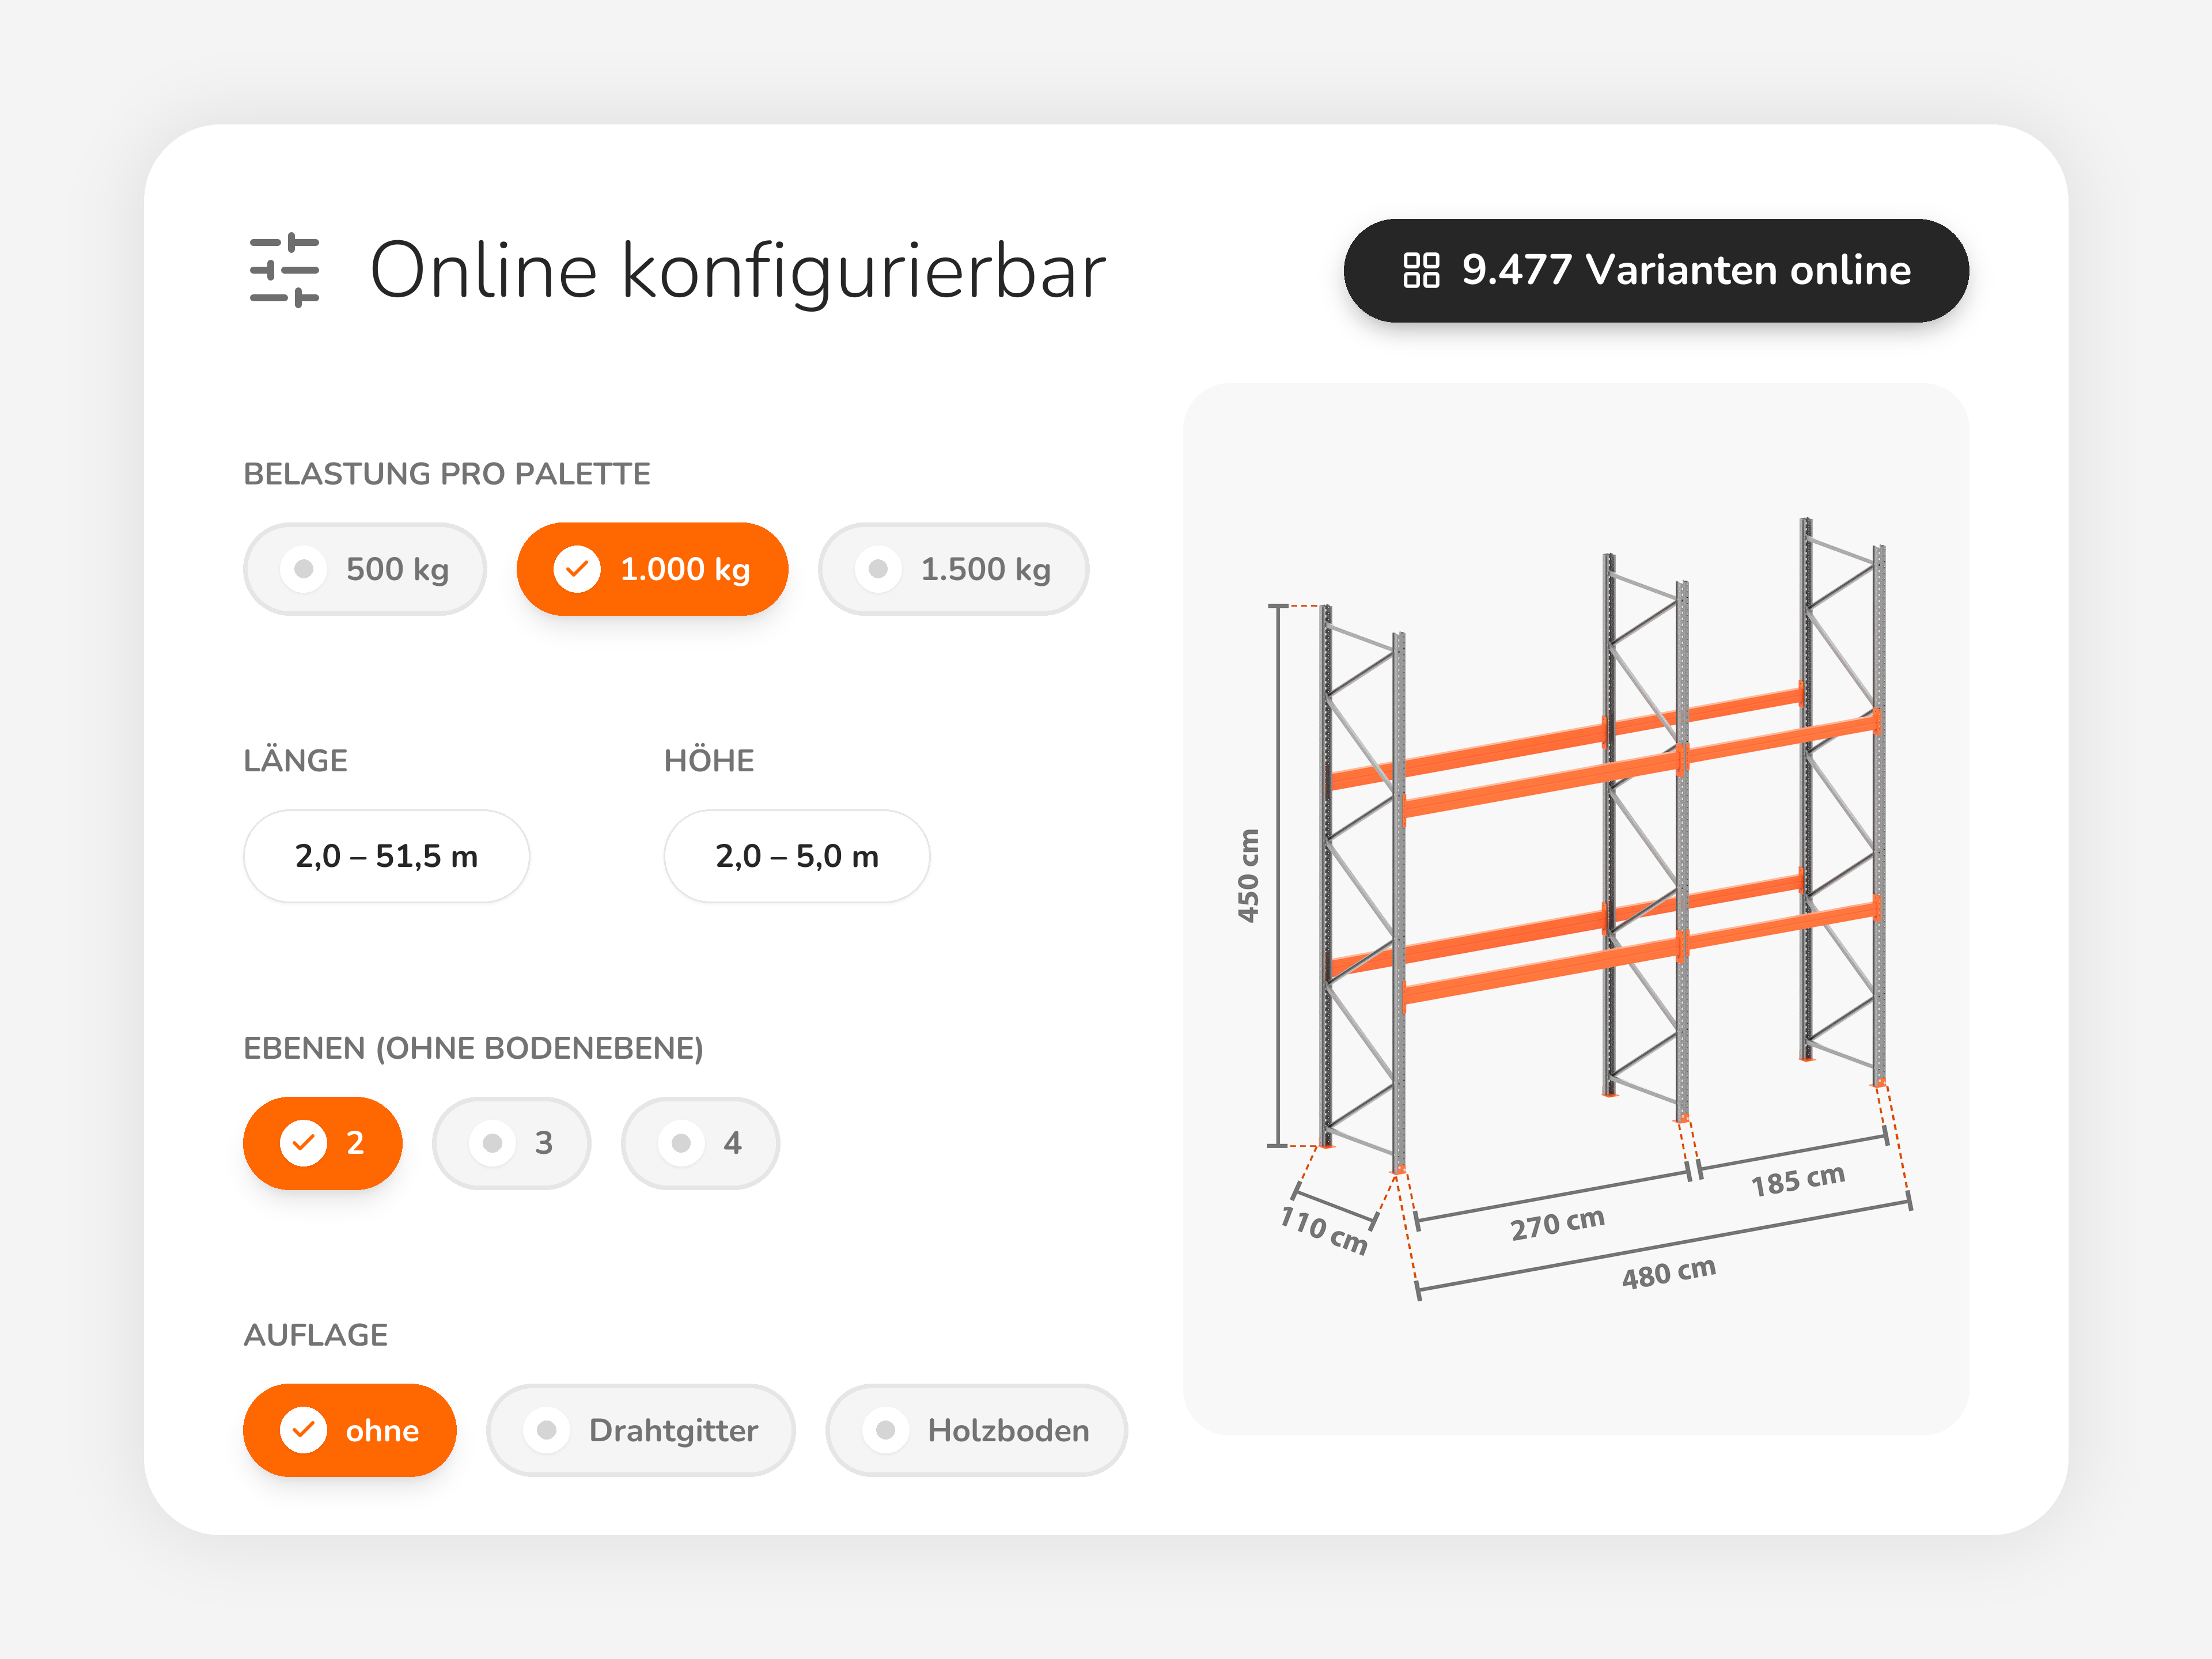 Online konfigurierbar
9.477 Varianten online
BELASTUNG PRO PALETTE
500 kg
1.000 kg
1.500 kg
LÄNGE
HÖHE
2,0 – 51,5 m
2,0 – 5,0 m
EBENEN (OHNE BODENEBENE)
2
3
4
AUFLAGE
ohne
Drahtgitter
Holzboden
450 cm
110 cm
270 cm
185 cm
480 cm